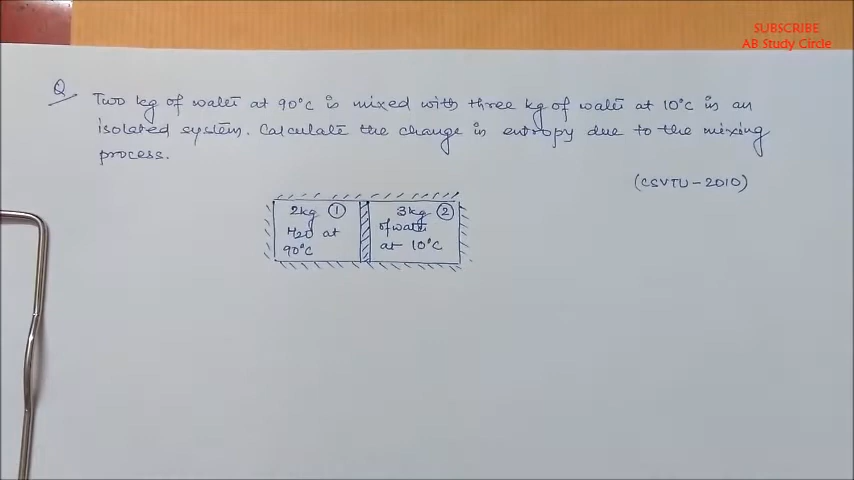 SUBSCRIBE
AB Study Circle
Q
Two kg of water at 90°C is mixed with three kg of water at 10°C in an
isolated system. Calculate the change in entropy due to the mixing
process.
(CSVTU-2010)
2kg ①
H2O at
90°C
3kg ②
of water
at 10°C